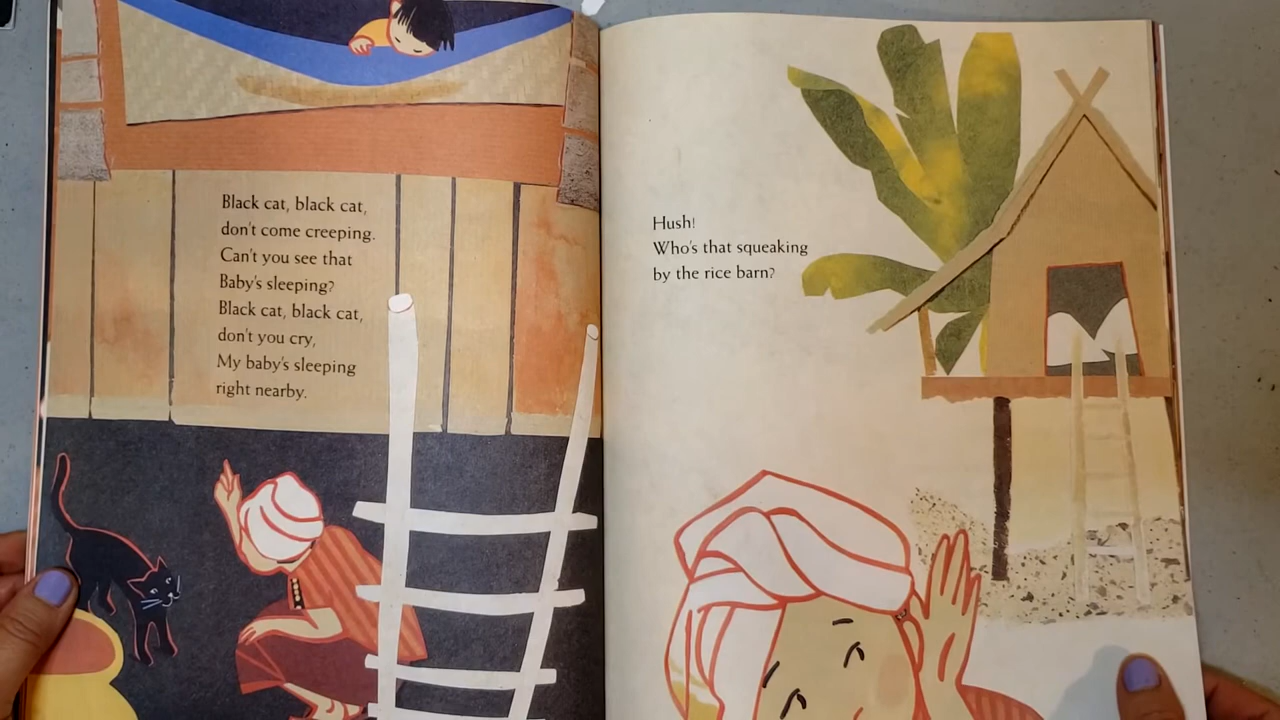 Black cat, black cat,
don't come creeping.
Can't you see that
Baby's sleeping?
Black cat, black cat,
don't you cry,
My baby's sleeping
right nearby.
Hush!
Who's that squeaking
by the rice barn?